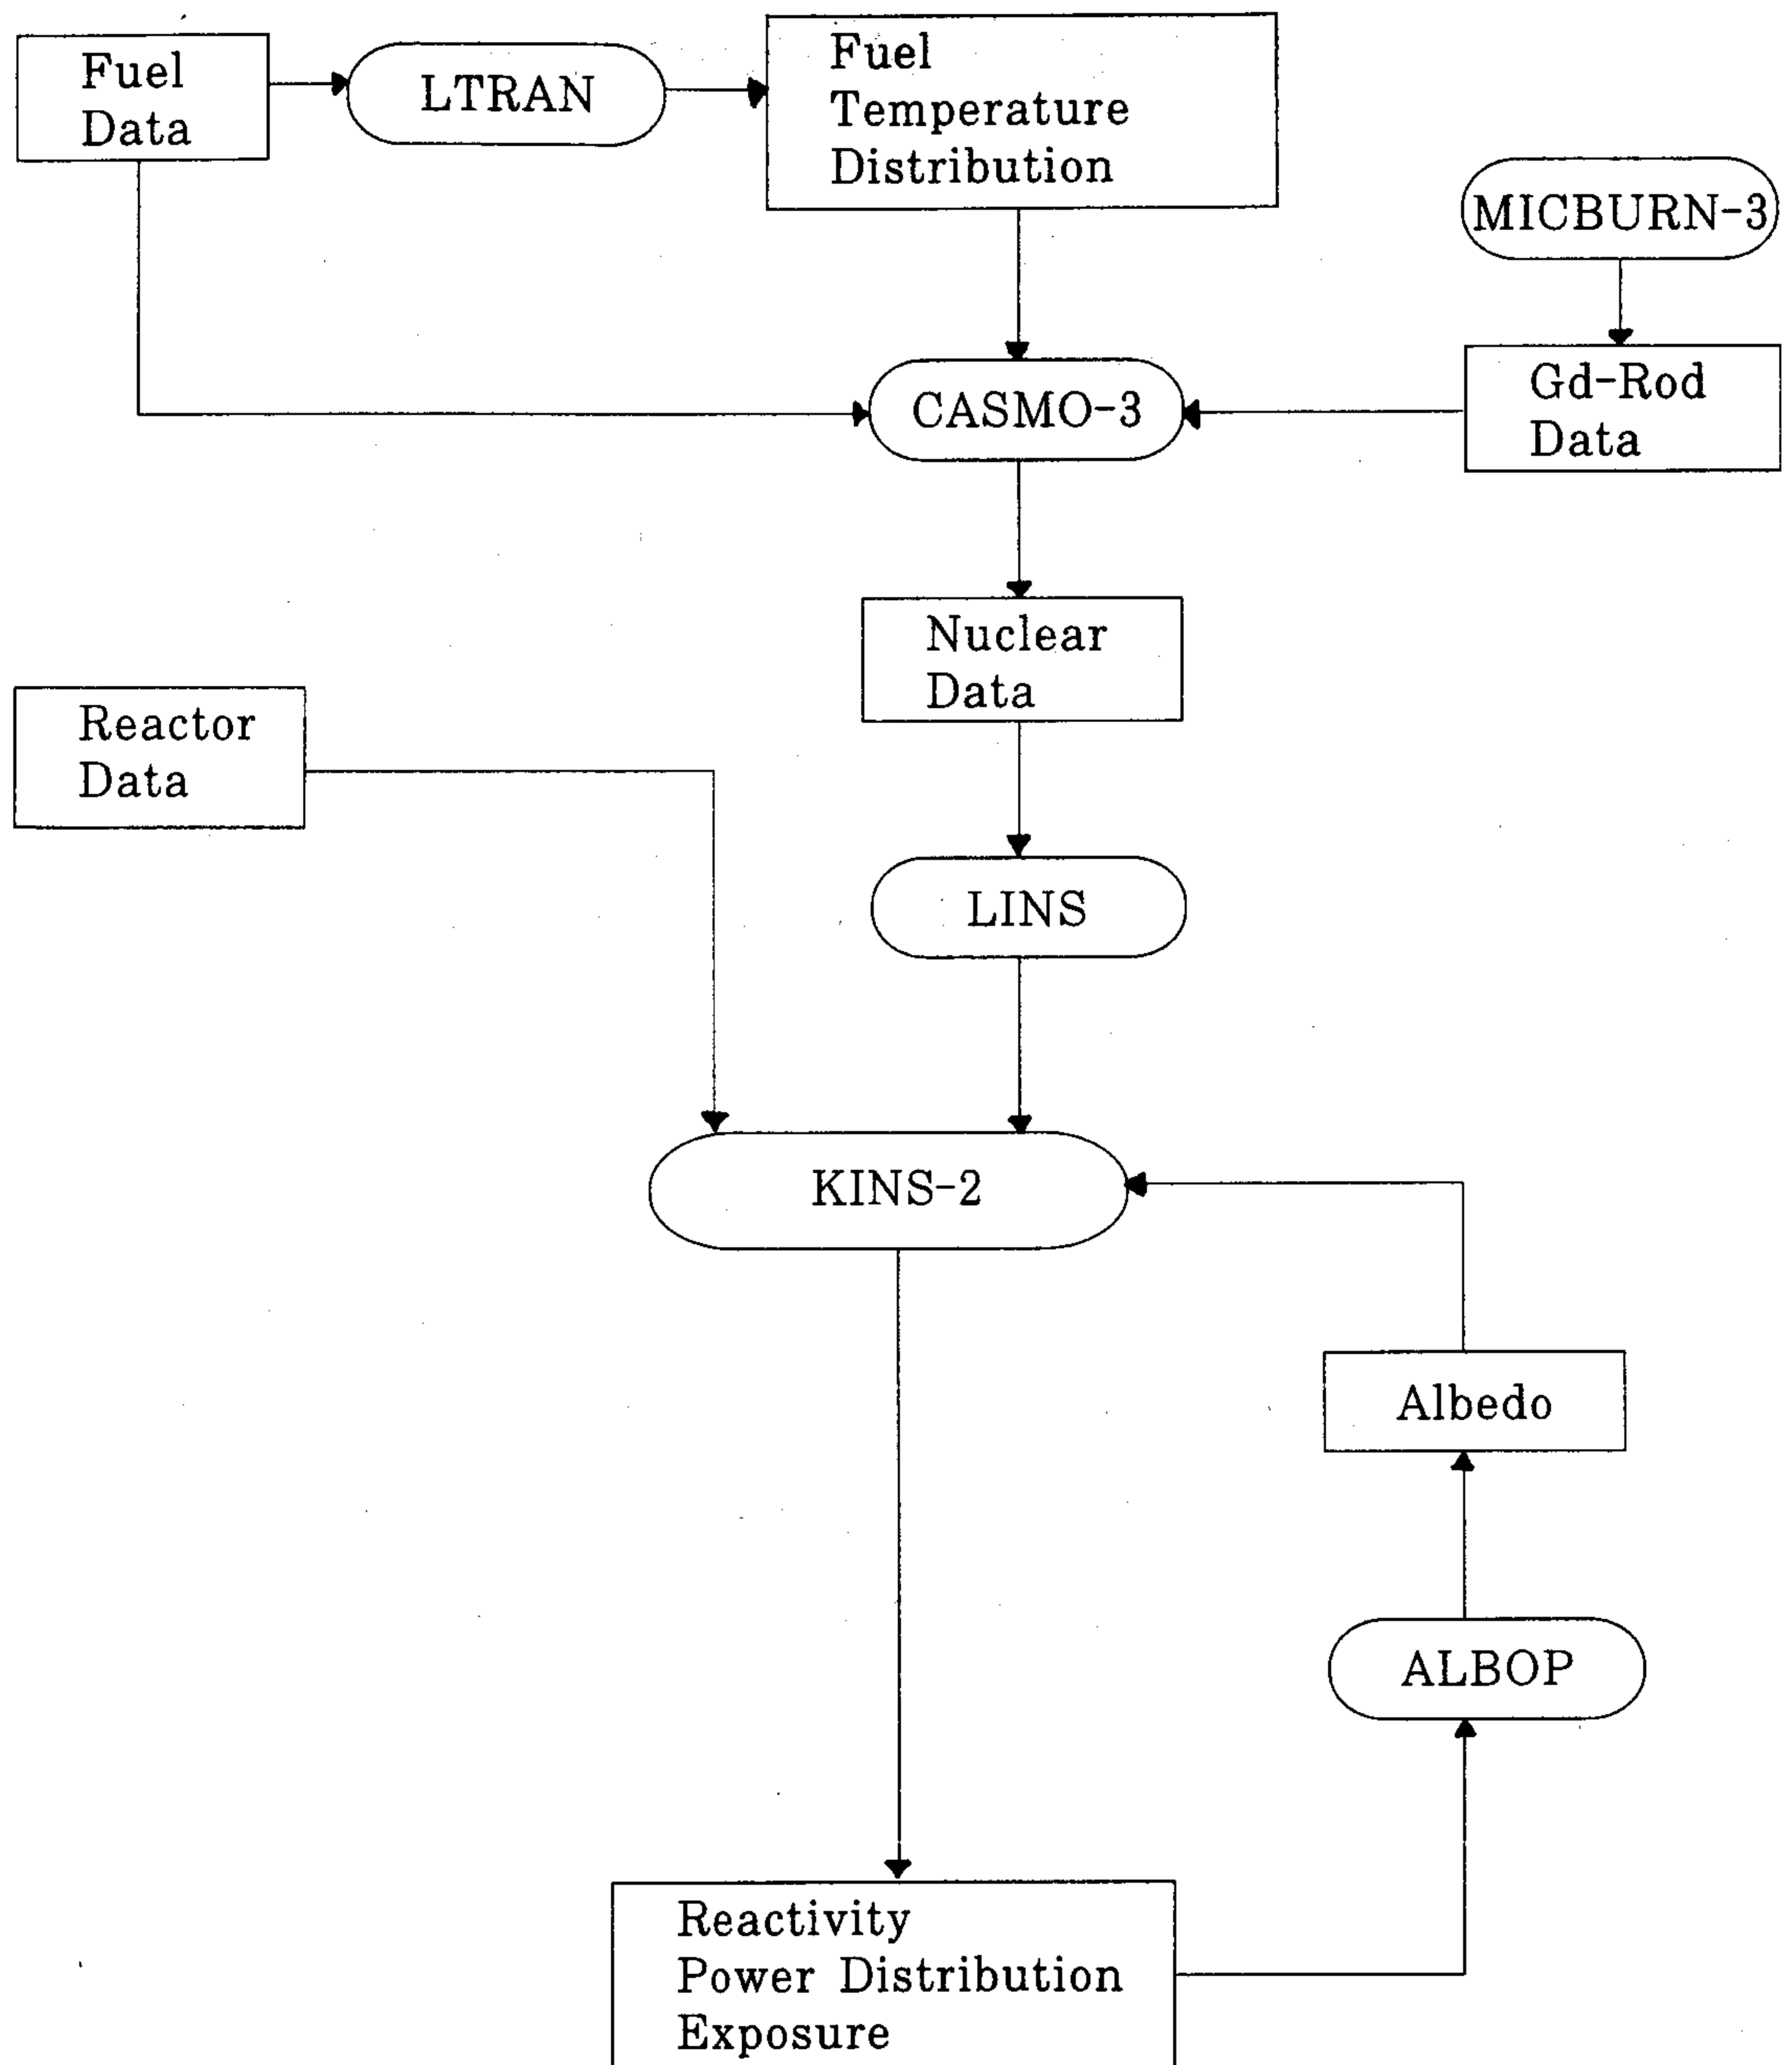 Fuel
Data
LTRAN
Fuel
Temperature
Distribution
MICBURN-3
CASMO-3
Gd-Rod
Data
Nuclear
Data
Reactor
Data
LINS
KINS-2
Albedo
ALBOP
Reactivity
Power Distribution
Exposure